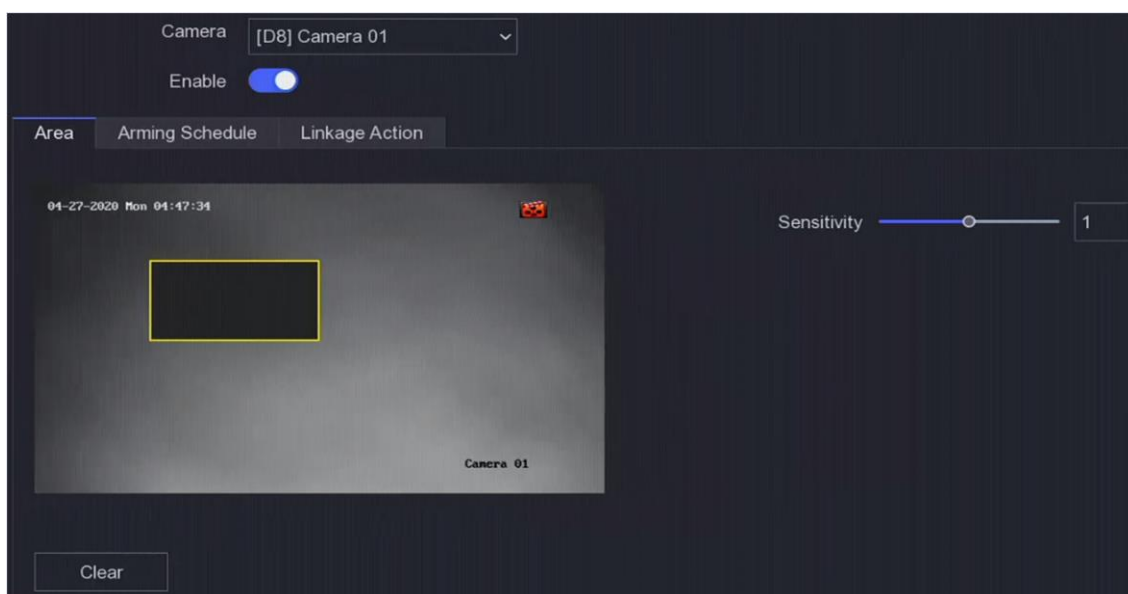 Camera [D8] Camera 01
Enable
Area Arming Schedule Linkage Action
04-27-2020 Mon 04:47:34
Sensitivity 1
Camera 01
Clear